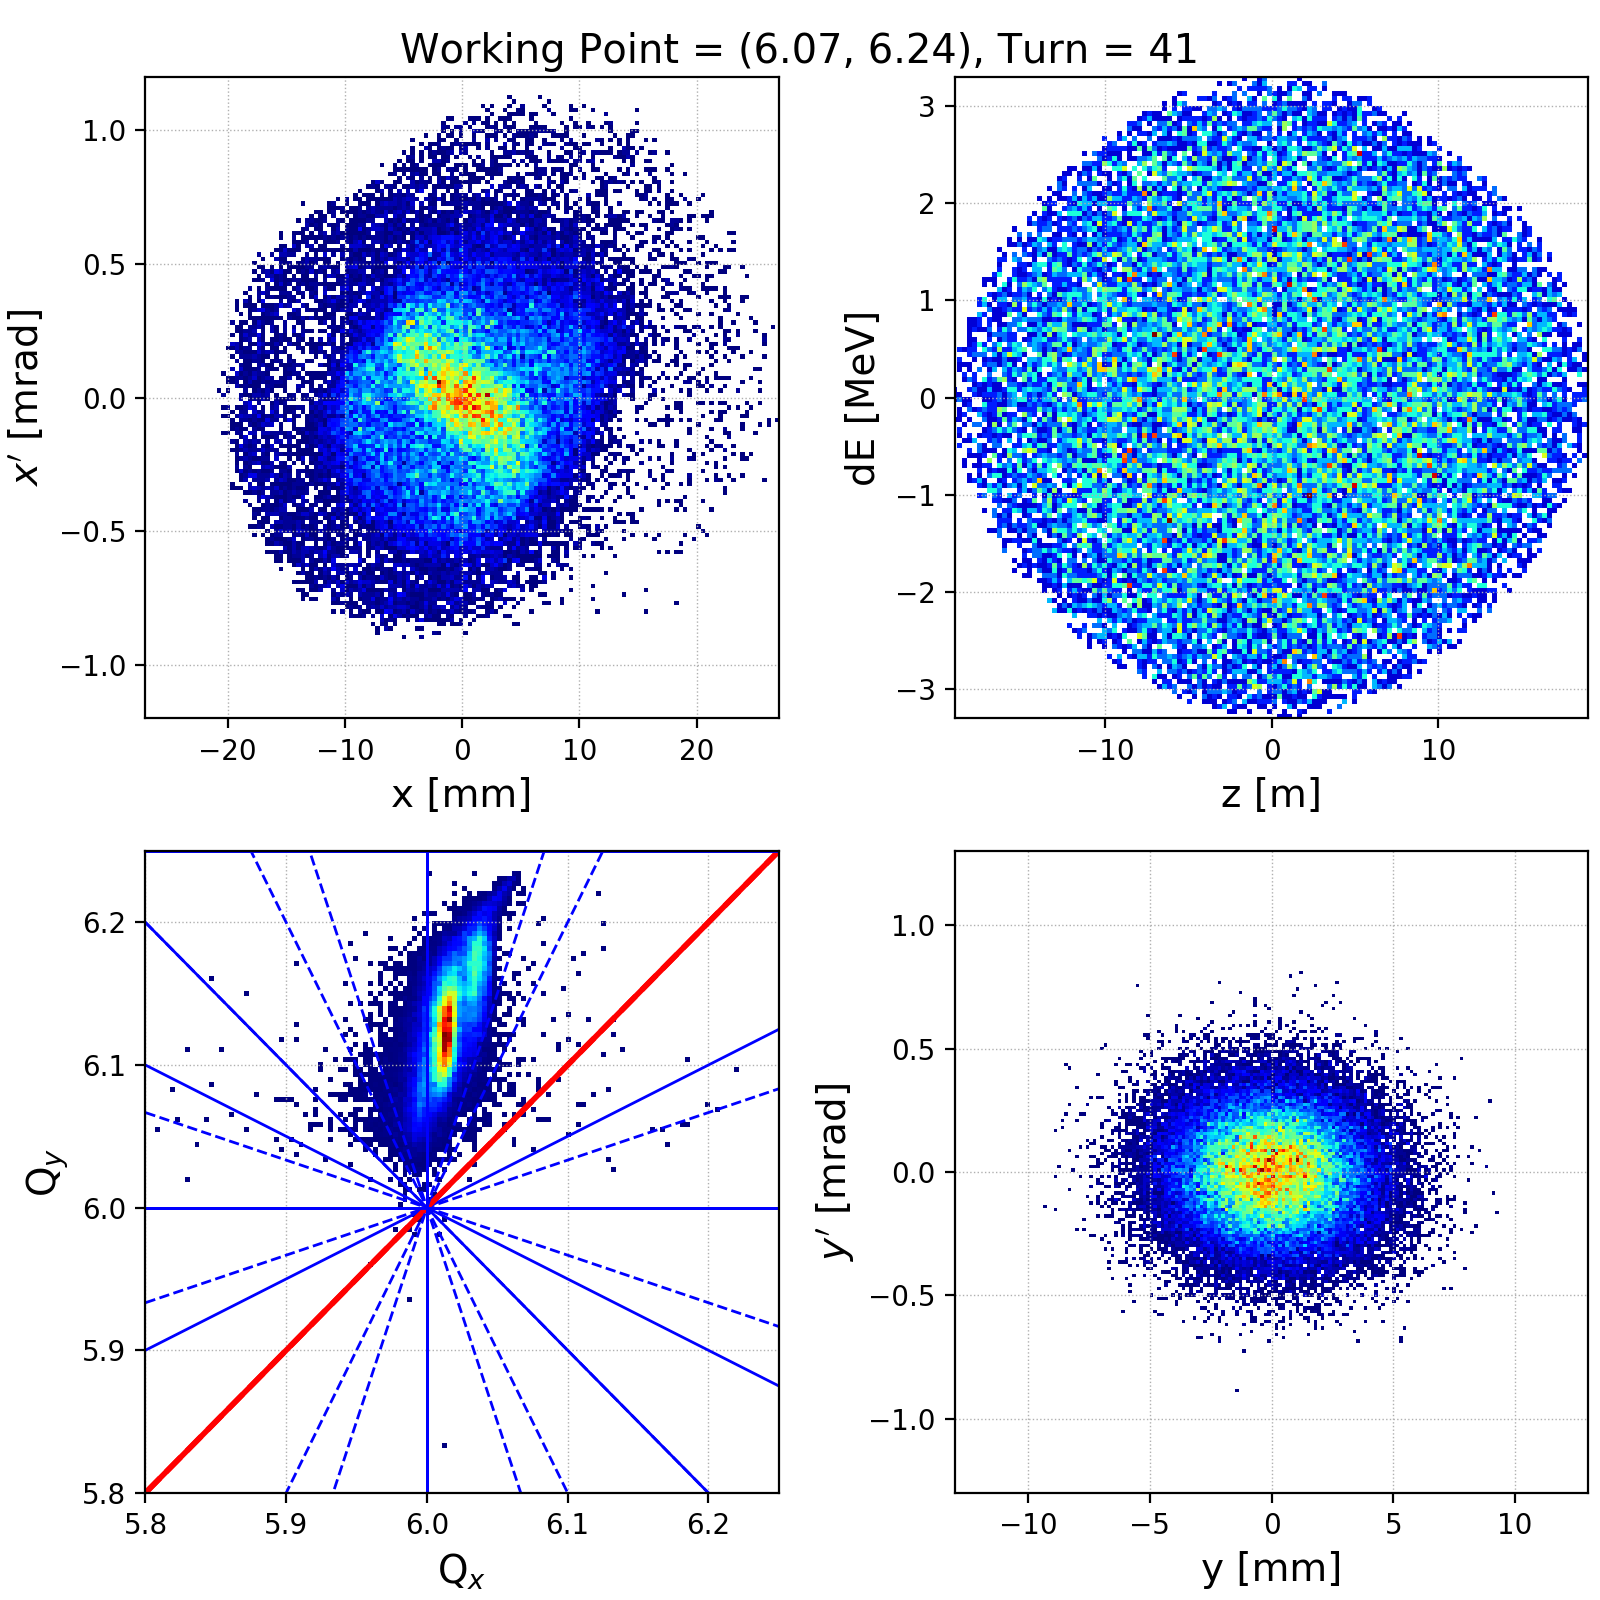 Working Point = (6.07, 6.24), Turn = 41
1.0
0.5
0.0
−0.5
−1.0
x′ [mrad]
−20 −10 0 10 20
x [mm]
3
2
1
0
−1
−2
−3
dE [MeV]
−10 0 10
z [m]
6.2
6.1
6.0
5.9
5.8
Qy
5.8 5.9 6.0 6.1 6.2
Qx
1.0
0.5
0.0
−0.5
−1.0
y′ [mrad]
−10 −5 0 5 10
y [mm]